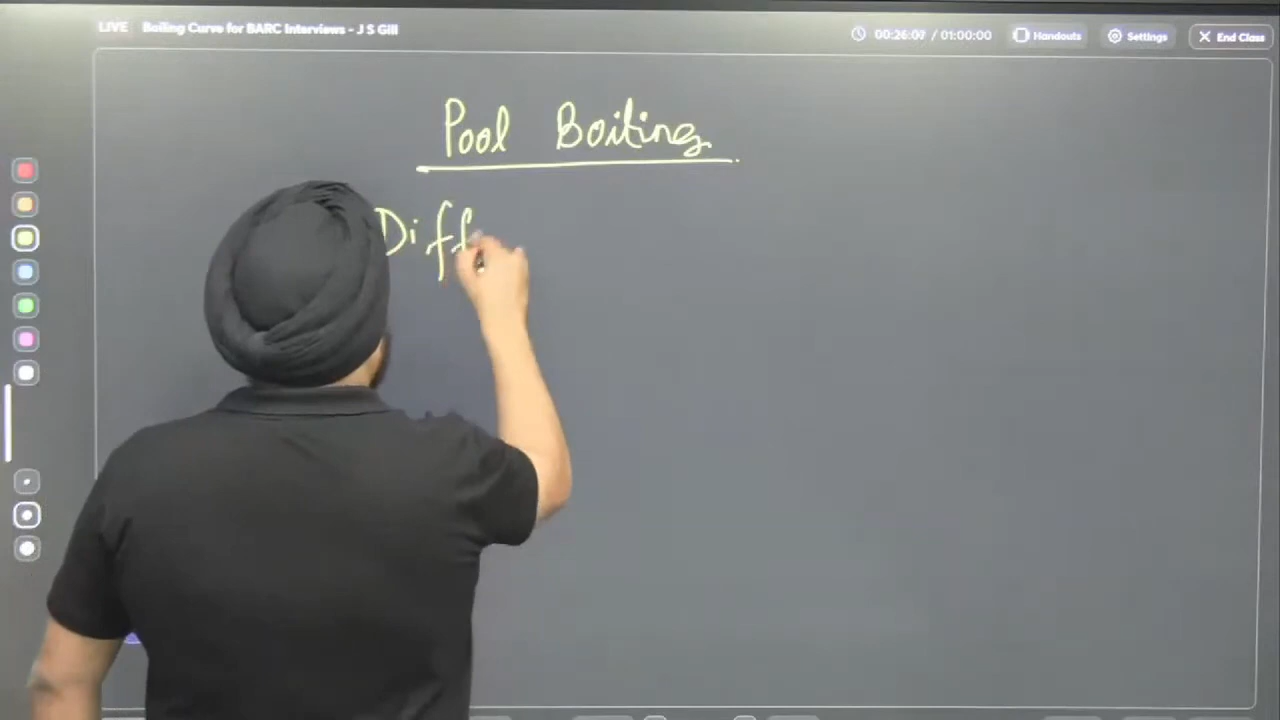 LIVE Boiling Curve for BARC Interviews - J S Gill 00:26:07 / 01:00:00 Handouts Settings End Class
Pool Boiling
Diff